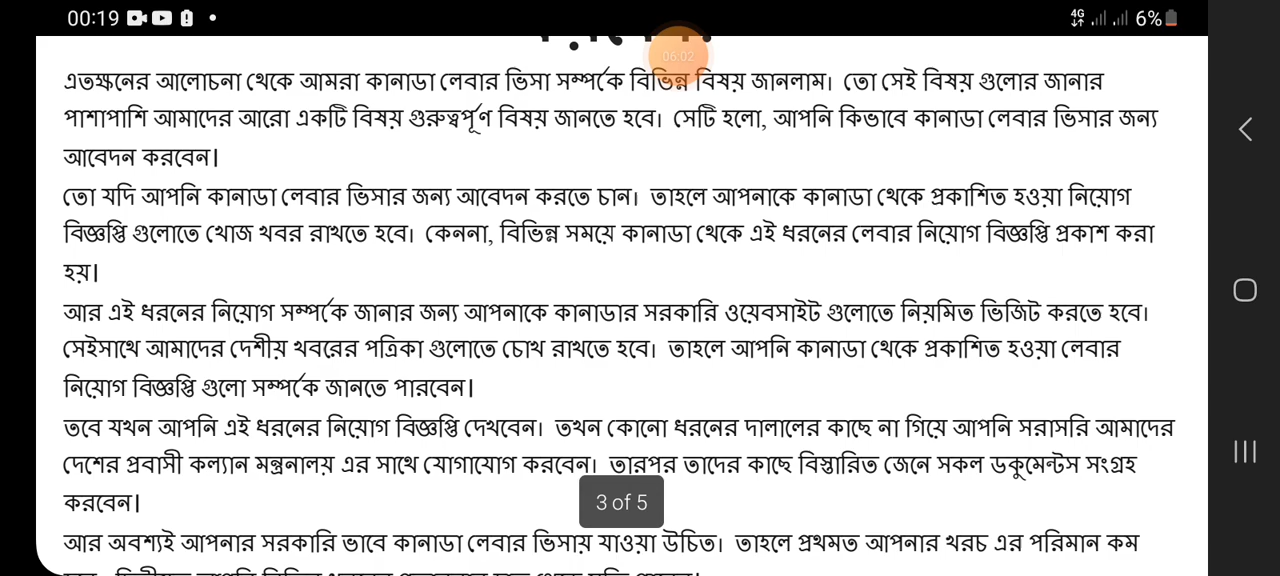 00:19
4G 6%
06:02
এতক্ষনের আলোচনা থেকে আমরা কানাডা লেবার ভিসা সম্পর্কে বিভিন্ন বিষয় জানলাম। তো সেই বিষয় গুলোর জানার
পাশাপাশি আমাদের আরো একটি বিষয় গুরুত্বপূর্ণ বিষয় জানতে হবে। সেটি হলো, আপনি কিভাবে কানাডা লেবার ভিসার জন্য
আবেদন করবেন।
তো যদি আপনি কানাডা লেবার ভিসার জন্য আবেদন করতে চান। তাহলে আপনাকে কানাডা থেকে প্রকাশিত হওয়া নিয়োগ
বিজ্ঞপ্তি গুলোতে খোজ খবর রাখতে হবে। কেননা, বিভিন্ন সময়ে কানাডা থেকে এই ধরনের লেবার নিয়োগ বিজ্ঞপ্তি প্রকাশ করা
হয়।
আর এই ধরনের নিয়োগ সম্পর্কে জানার জন্য আপনাকে কানাডার সরকারি ওয়েবসাইট গুলোতে নিয়মিত ভিজিট করতে হবে।
সেইসাথে আমাদের দেশীয় খবরের পত্রিকা গুলোতে চোখ রাখতে হবে। তাহলে আপনি কানাডা থেকে প্রকাশিত হওয়া লেবার
নিয়োগ বিজ্ঞপ্তি গুলো সম্পর্কে জানতে পারবেন।
তবে যখন আপনি এই ধরনের নিয়োগ বিজ্ঞপ্তি দেখবেন। তখন কোনো ধরনের দালালের কাছে না গিয়ে আপনি সরাসরি আমাদের
দেশের প্রবাসী কল্যান মন্ত্রনালয় এর সাথে যোগাযোগ করবেন। তারপর তাদের কাছে বিস্তারিত জেনে সকল ডকুমেন্টস সংগ্রহ
করবেন।
3 of 5
আর অবশ্যই আপনার সরকারি ভাবে কানাডা লেবার ভিসায় যাওয়া উচিত। তাহলে প্রথমত আপনার খরচ এর পরিমান কম